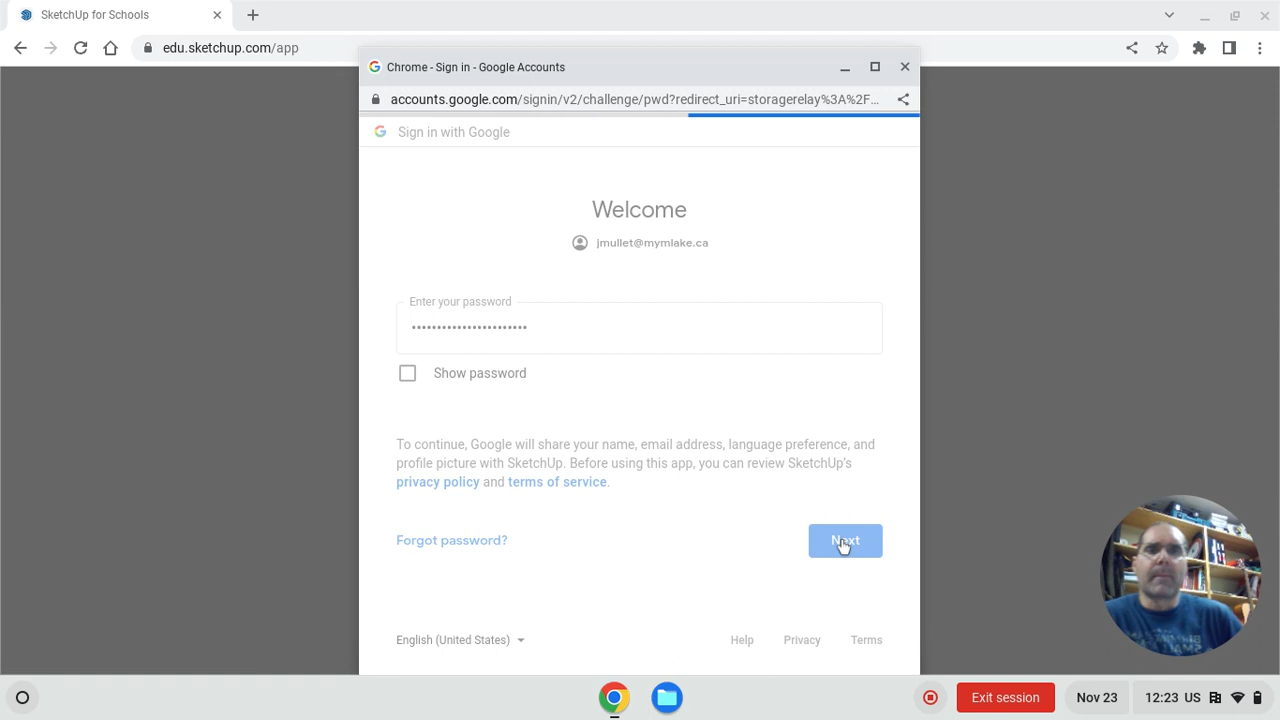 SketchUp for Schools
edu.sketchup.com/app
Chrome - Sign in - Google Accounts
accounts.google.com/signin/v2/challenge/pwd?redirect_uri=storagerelay%3A%2F...
Sign in with Google
Welcome
jmullet@mymlake.ca
Enter your password
•••••••••••••••••••••••
Show password
To continue, Google will share your name, email address, language preference, and
profile picture with SketchUp. Before using this app, you can review SketchUp's
privacy policy and terms of service.
Forgot password?
Next
English (United States)
Help Privacy Terms
Exit session
Nov 23
12:23 US